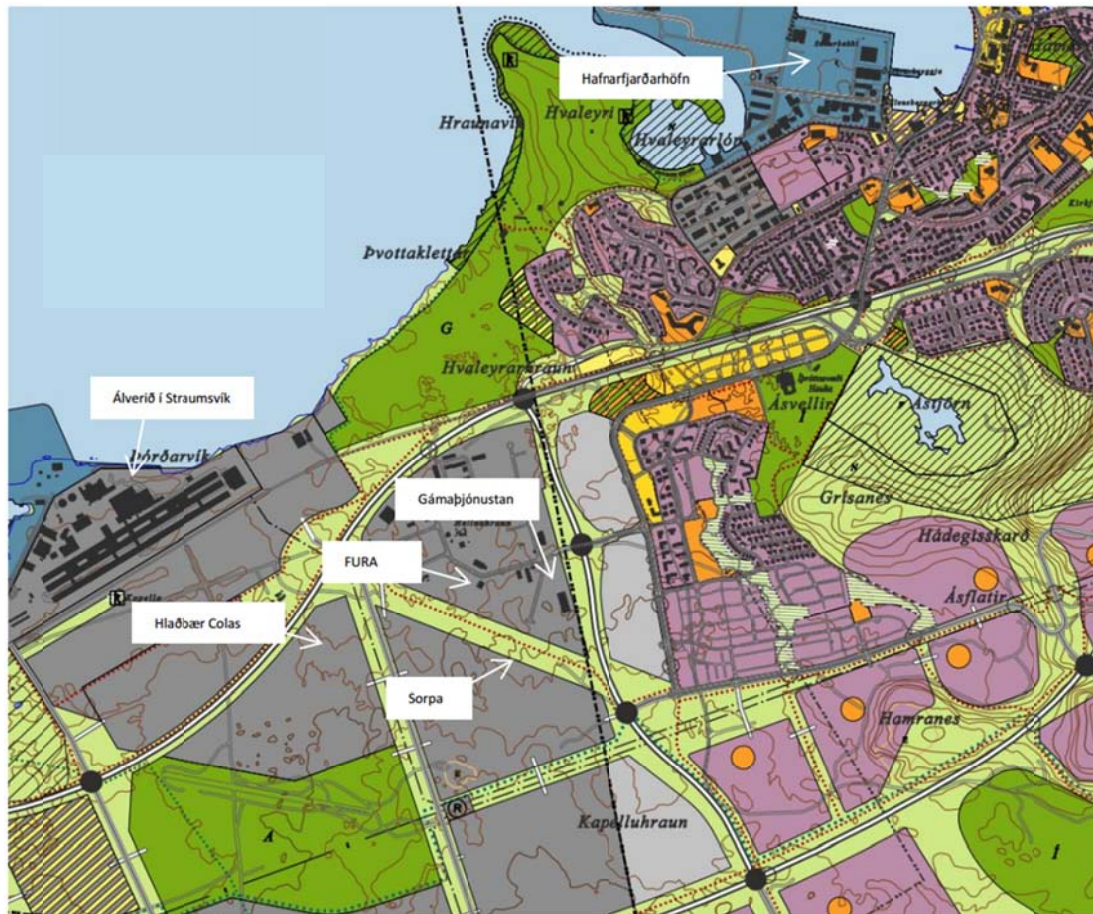 Hafnarfjarðarhöfn
Hvaleyri
Hraunavík
Hvaleyrarlón
Þvottaklettar
G
Hvaleyrarhraun
Álverið í Straumsvík
Þórðarvík
Ásvellir
Í
Ástjörn
Gámaþjónustan
Grísanes
Hádegisskarð
FURA
Kapella
Ásflatir
Hlaðbær Colas
Sorpa
Hamranes
R
Kapelluhraun
A
Í